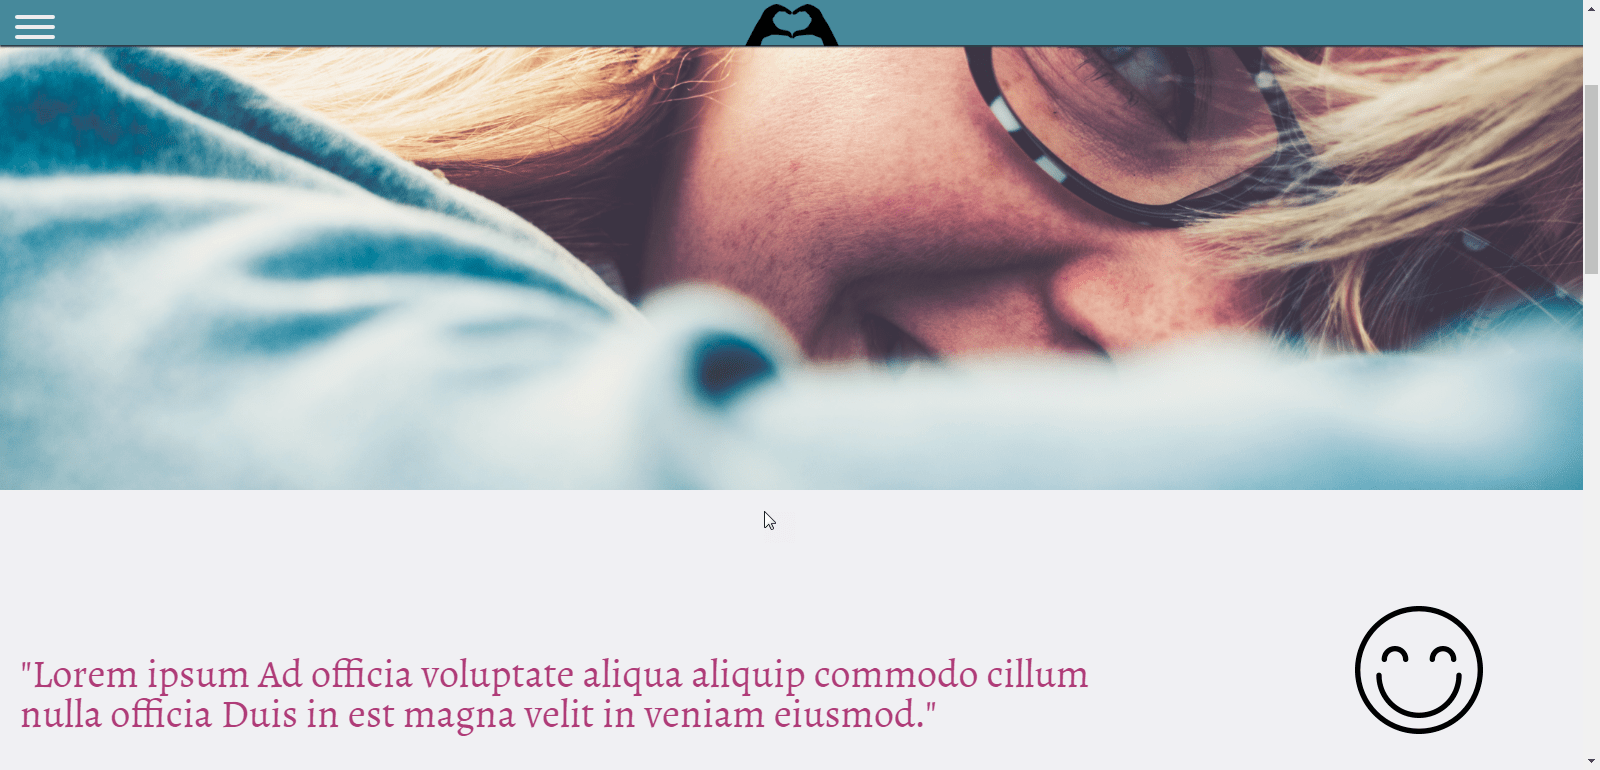 "Lorem ipsum Ad officia voluptate aliqua aliquip commodo cillum
nulla officia Duis in est magna velit in veniam eiusmod."